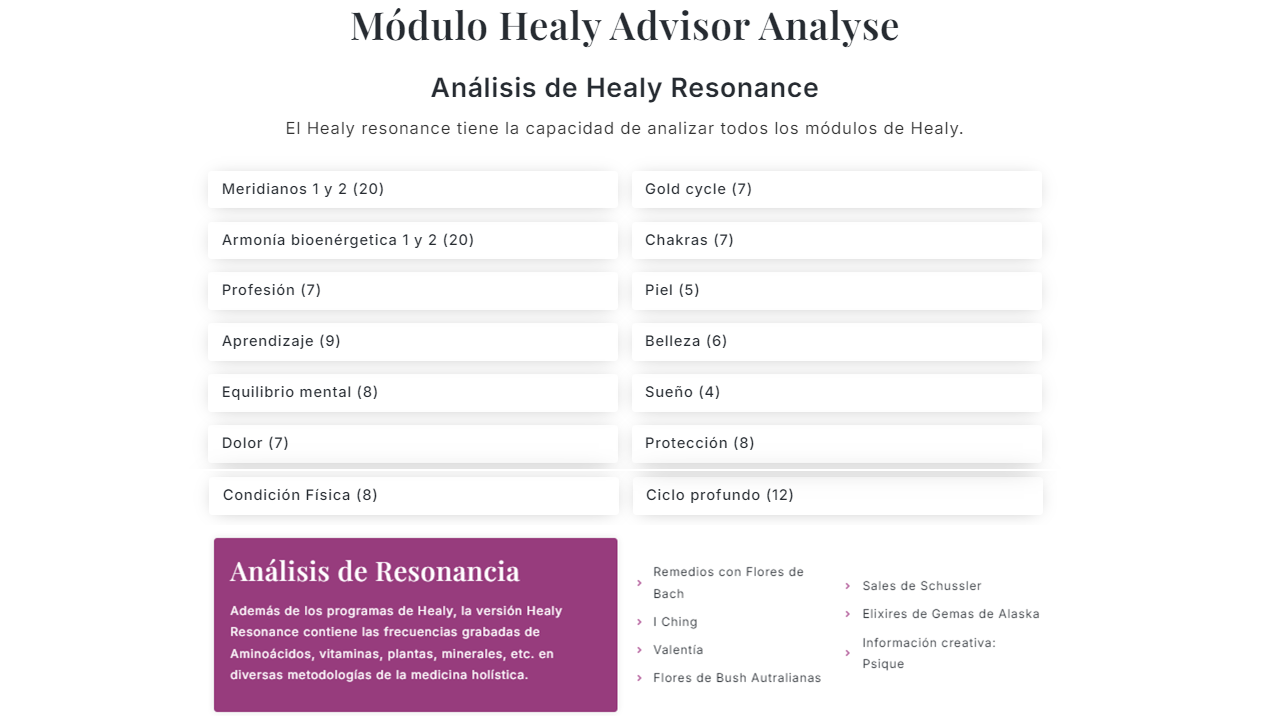 Módulo Healy Advisor Analyse
Análisis de Healy Resonance
El Healy resonance tiene la capacidad de analizar todos los módulos de Healy.
Meridianos 1 y 2 (20)
Gold cycle (7)
Armonía bioenérgetica 1 y 2 (20)
Chakras (7)
Profesión (7)
Piel (5)
Aprendizaje (9)
Belleza (6)
Equilibrio mental (8)
Sueño (4)
Dolor (7)
Protección (8)
Condición Física (8)
Ciclo profundo (12)
Análisis de Resonancia
Además de los programas de Healy, la versión Healy
Resonance contiene las frecuencias grabadas de
Aminoácidos, vitaminas, plantas, minerales, etc. en
diversas metodologías de la medicina holística.
Remedios con Flores de
Bach
I Ching
Valentía
Flores de Bush Autralianas
Sales de Schussler
Elixires de Gemas de Alaska
Información creativa:
Psique